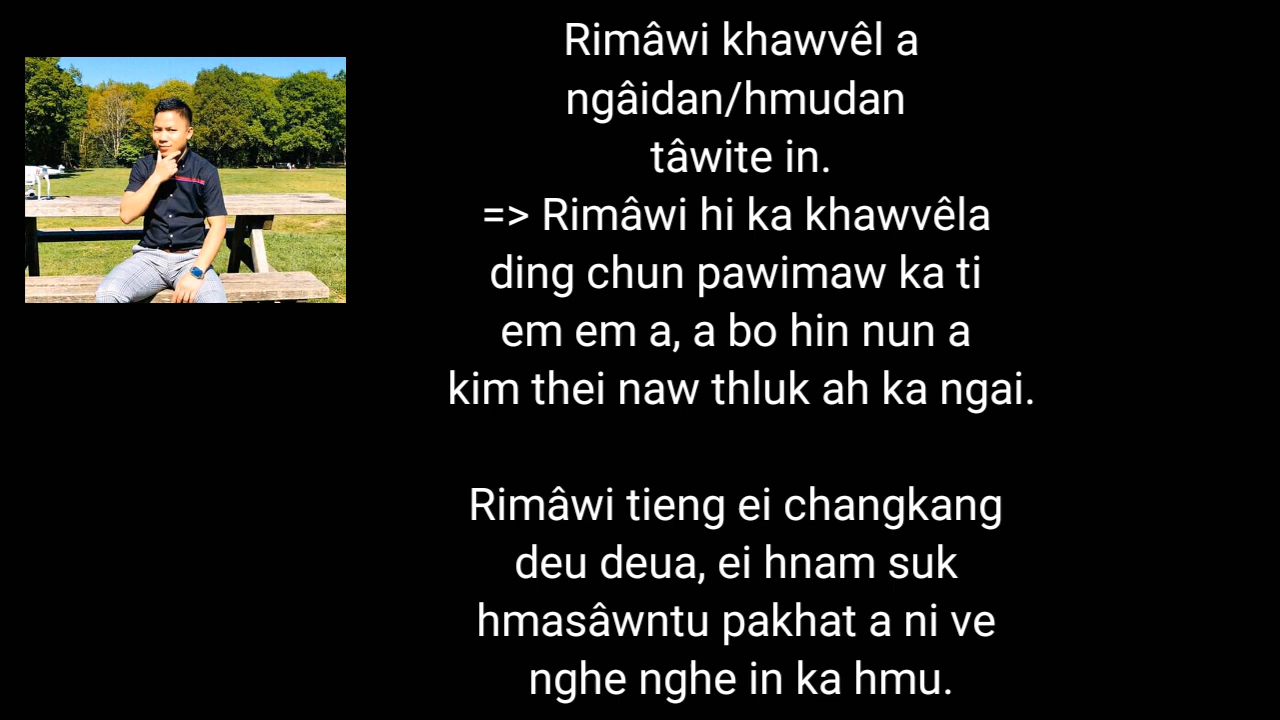 Rimâwi khawvêl a
ngâidan/hmudan
tâwite in.
=> Rimâwi hi ka khawvêla
ding chun pawimaw ka ti
em em a, a bo hin nun a
kim thei naw thluk ah ka ngai.
Rimâwi tieng ei changkang
deu deua, ei hnam suk
hmasâwntu pakhat a ni ve
nghe nghe in ka hmu.